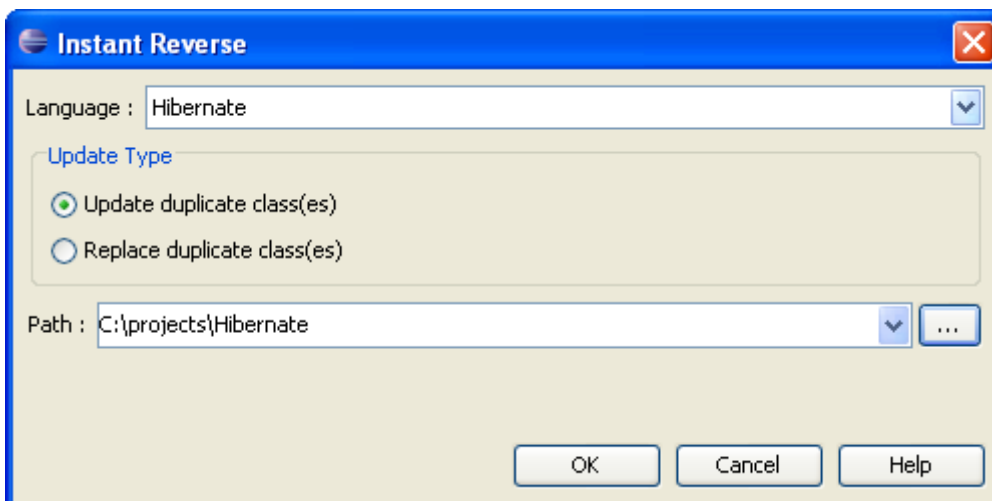 Instant Reverse
Language : Hibernate
Update Type
Update duplicate class(es)
Replace duplicate class(es)
Path : C:\projects\Hibernate ...
OK Cancel Help